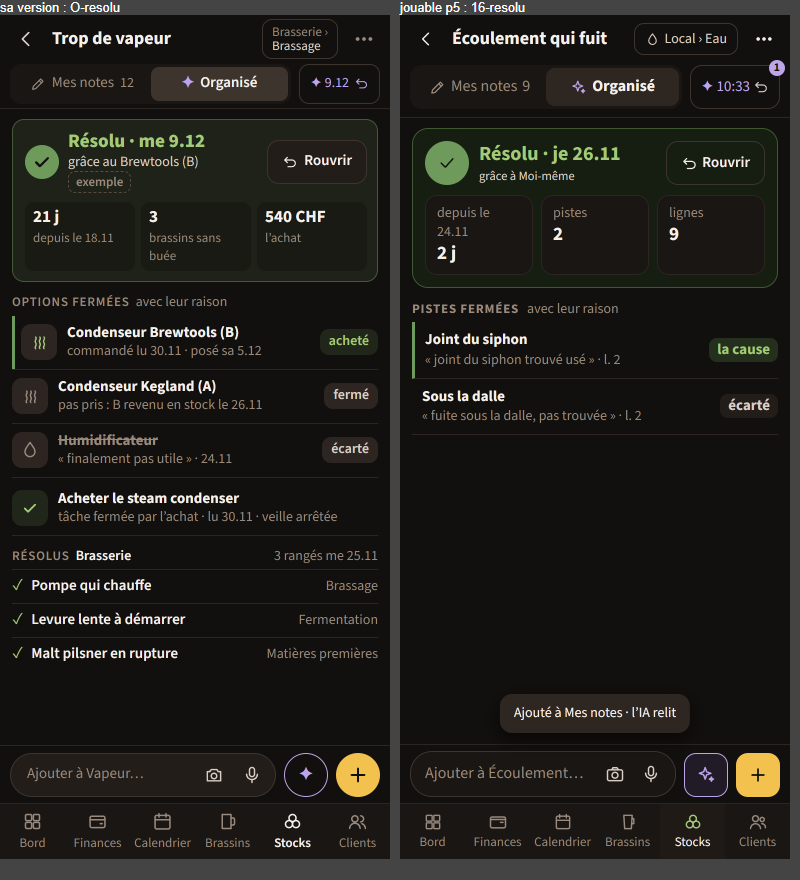 sa version : O-resolu
Trop de vapeur
Brasserie ›
Brassage
Mes notes 12
Organisé
9.12
Résolu · me 9.12
grâce au Brewtools (B)
exemple
Rouvrir
21 j
depuis le 18.11
3
brassins sans
buée
540 CHF
l’achat
OPTIONS FERMÉES avec leur raison
Condenseur Brewtools (B)
commandé lu 30.11 · posé sa 5.12
acheté
Condenseur Kegland (A)
pas pris : B revenu en stock le 26.11
fermé
Humidificateur
« finalement pas utile » · 24.11
écarté
Acheter le steam condenser
tâche fermée par l’achat · lu 30.11 · veille arrêtée
RÉSOLUS Brasserie
3 rangés me 25.11
Pompe qui chauffe
Brassage
Levure lente à démarrer
Fermentation
Malt pilsner en rupture
Matières premières
Ajouter à Vapeur…
Bord
Finances
Calendrier
Brassins
Stocks
Clients
jouable p5 : 16-resolu
Écoulement qui fuit
Local › Eau
Mes notes 9
Organisé
10:33
1
Résolu · je 26.11
grâce à Moi-même
Rouvrir
depuis le
24.11
2 j
pistes
2
lignes
9
PISTES FERMÉES avec leur raison
Joint du siphon
« joint du siphon trouvé usé » · l. 2
la cause
Sous la dalle
« fuite sous la dalle, pas trouvée » · l. 2
écarté
Ajouté à Mes notes · l’IA relit
Ajouter à Écoulement…
Bord
Finances
Calendrier
Brassins
Stocks
Clients